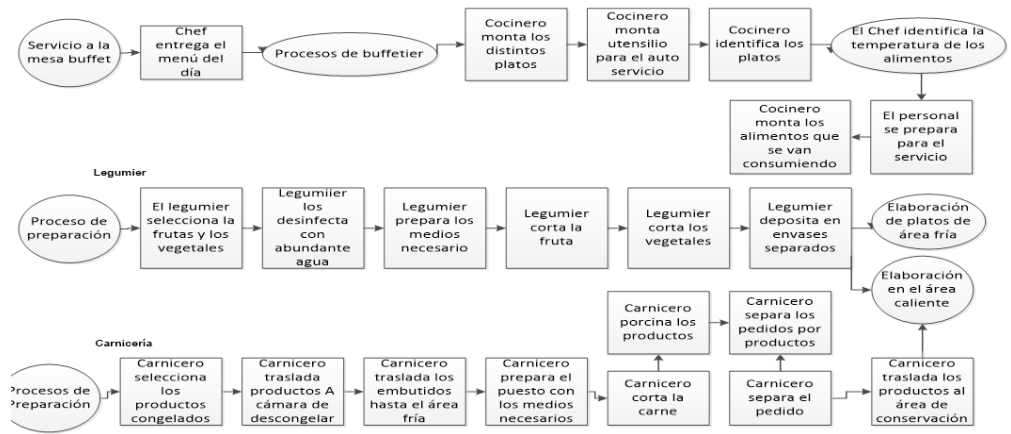 Servicio a la
mesa buffet
Chef
entrega el
menú del
día
Procesos de buffetier
Cocinero
monta los
distintos
platos
Cocinero
monta
utensilio
para el auto
servicio
Cocinero
identifica los
platos
El Chef identifica la
temperatura de los
alimentos
Cocinero
monta los
alimentos que
se van
consumiendo
El personal
se prepara
para el
servicio
Legumier
Proceso de
preparación
El legumier
selecciona la
frutas y los
vegetales
Legumiier
los
desinfecta
con
abundante
agua
Legumier
prepara los
medios
necesario
Legumier
corta la
fruta
Legumier
corta los
vegetales
Legumier
deposita en
envases
separados
Elaboración
de platos de
área fría
Elaboración
en el área
caliente
Carnicero
porcina los
productos
Carnicero
separa los
pedidos por
productos
Carnicería
Procesos de
Preparación
Carnicero
selecciona
los
productos
congelados
Carnicero
traslada
productos A
cámara de
descongelar
Carnicero
traslada los
embutidos
hasta el área
fría
Carnicero
prepara el
puesto con
los medios
necesarios
Carnicero
corta la
carne
Carnicero
separa el
pedido
Carnicero
traslada los
productos al
área de
conservación